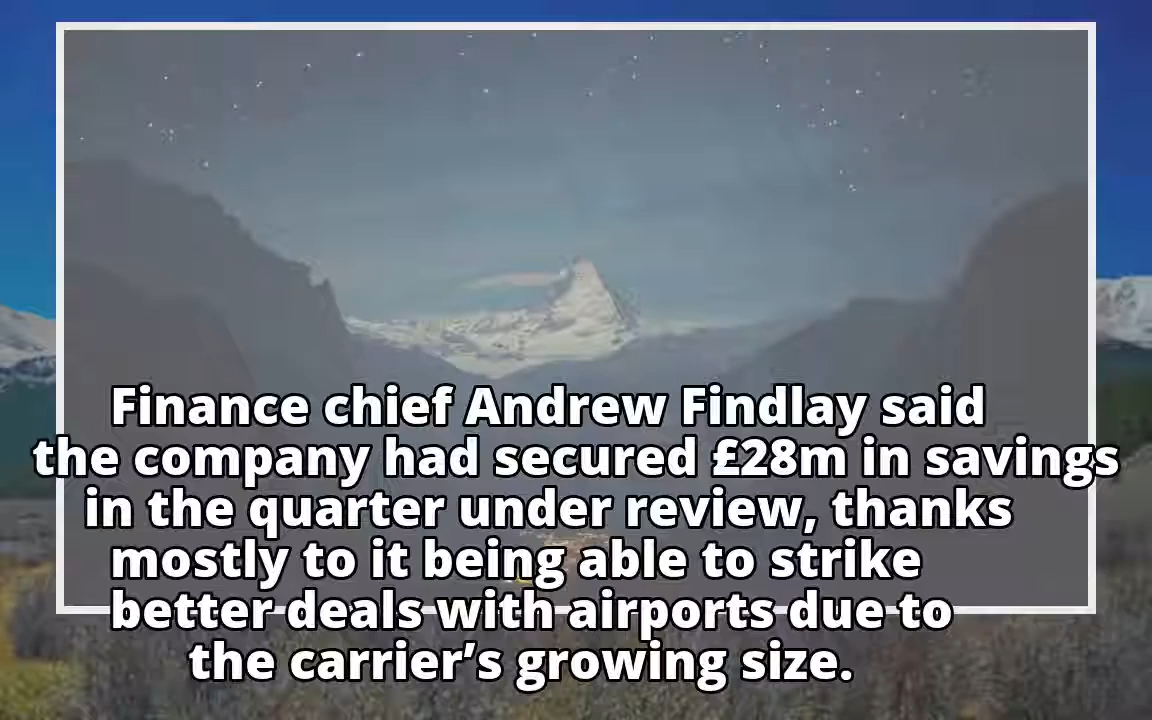 Finance chief Andrew Findlay said
the company had secured £28m in savings
in the quarter under review, thanks
mostly to it being able to strike
better deals with airports due to
the carrier’s growing size.